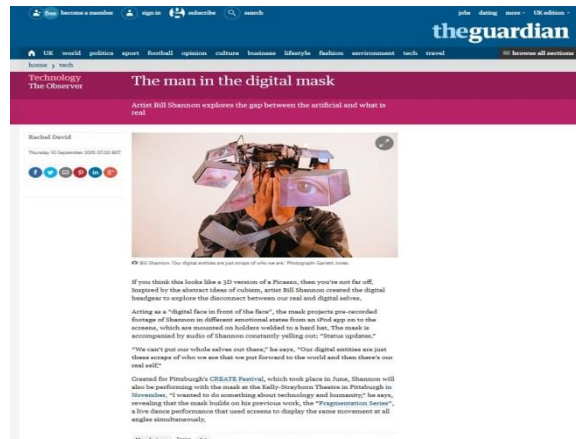 free become a member sign in subscribe search jobs dating more UK edition
theguardian
UK world politics sport football opinion culture business lifestyle fashion environment tech travel browse all sections
home › tech
Technology
The Observer
The man in the digital mask
Artist Bill Shannon explores the gap between the artificial and what is
real
Rachel David
Thursday 10 September 2015 07.00 BST
Bill Shannon: 'Our digital entities are just scraps of who we are.' Photograph: Garrett Jones
If you think this looks like a 3D version of a Picasso, then you're not far off,
Inspired by the abstract ideas of cubism, artist Bill Shannon created the digital
headgear to explore the disconnect between our real and digital selves,
Acting as a "digital face in front of the face", the mask projects pre-recorded
footage of Shannon in different emotional states from an iPod app on to the
screens, which are mounted on holders welded to a hard hat, The mask is
accompanied by audio of Shannon constantly yelling out: "Status updates,"
"We can't put our whole selves out there," he says, "Our digital entities are just
these scraps of who we are that we put forward to the world and then there's our
real self,"
Created for Pittsburgh's CREATE Festival, which took place in June, Shannon will
also be performing with the mask at the Kelly-Strayhorn Theatre in Pittsburgh in
November, "I wanted to do something about technology and humanity," he says,
revealing that the mask builds on his previous work, the "Fragmentation Series",
a live dance performance that used screens to display the same movement at all
angles simultaneously,